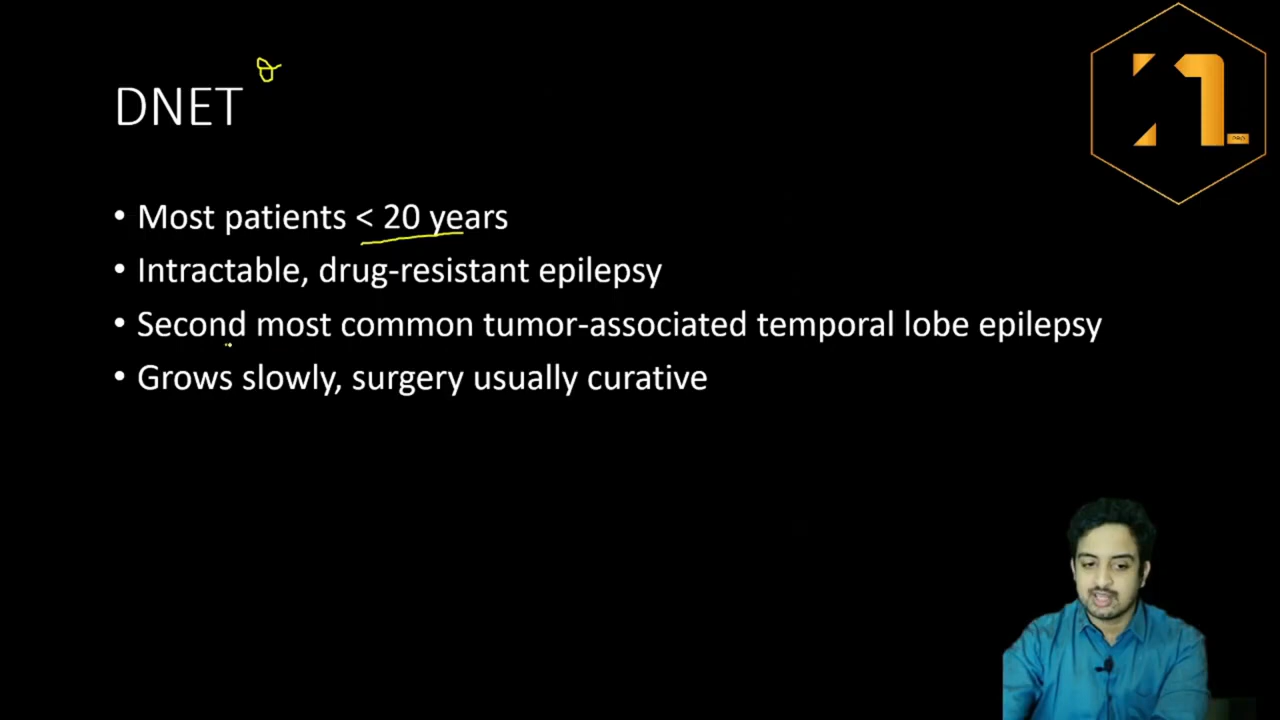 DNET
• Most patients < 20 years
• Intractable, drug-resistant epilepsy
• Second most common tumor-associated temporal lobe epilepsy
• Grows slowly, surgery usually curative